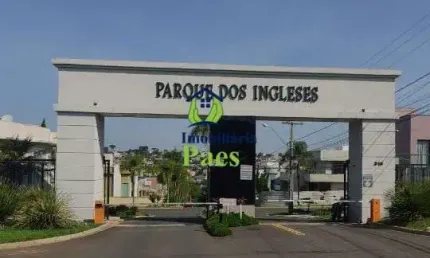 PARQUE DOS INGLESES
Imobiliária
Paes